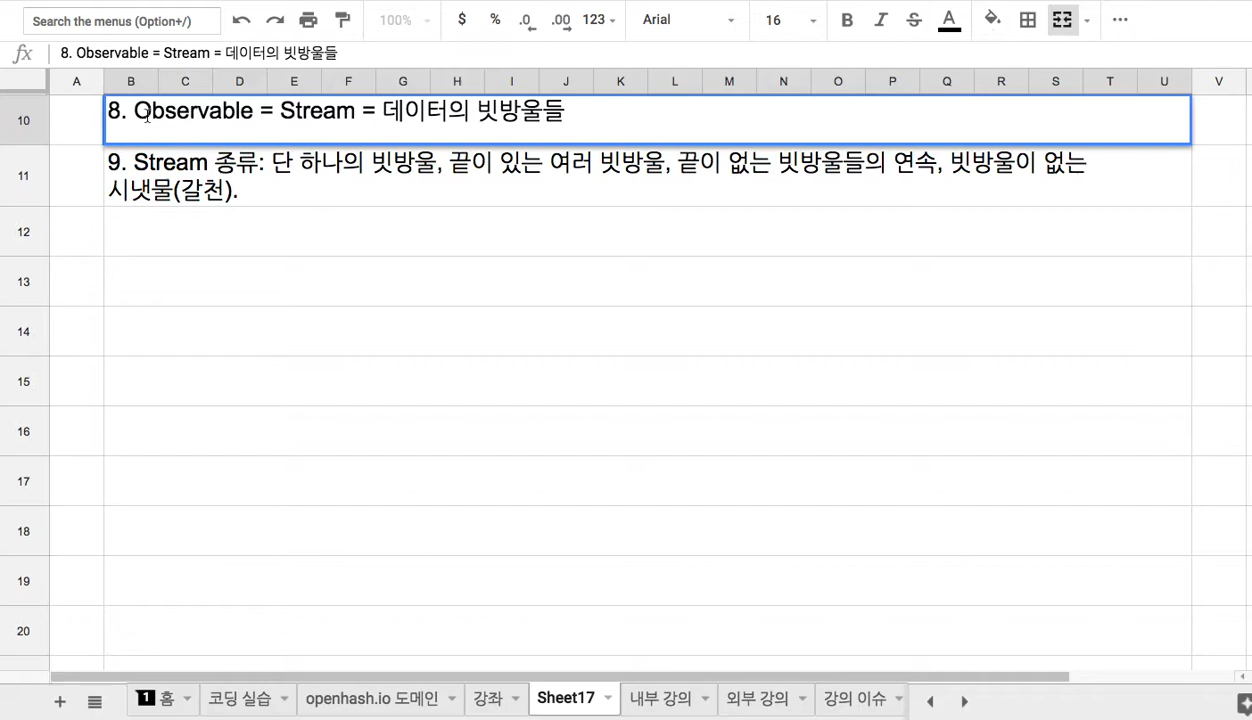 Search the menus (Option+/)
100%
$ % .0 .00 123
Arial
16
B I S A
fx 8. Observable = Stream = 데이터의 빗방울들
A B C D E F G H I J K L M N O P Q R S T U V
10 8. Observable = Stream = 데이터의 빗방울들
11 9. Stream 종류: 단 하나의 빗방울, 끝이 있는 여러 빗방울, 끝이 없는 빗방울들의 연속, 빗방울이 없는
시냇물(갈천).
12
13
14
15
16
17
18
19
20
1 홈 코딩 실습 openhash.io 도메인 강좌 Sheet17 내부 강의 외부 강의 강의 이슈